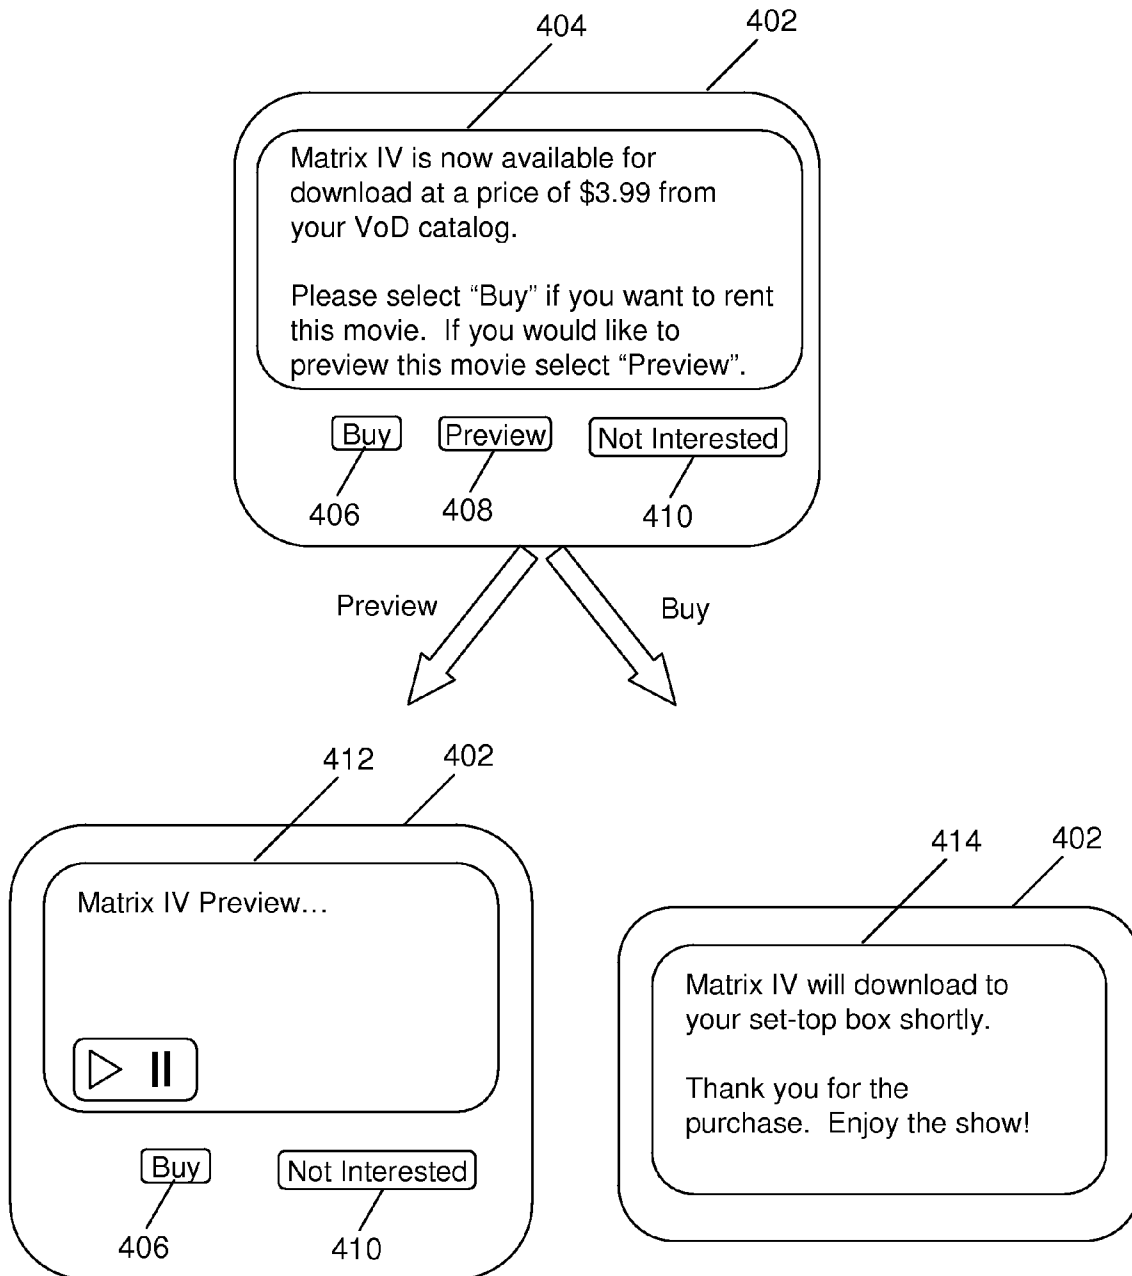 404
402
Matrix IV is now available for
download at a price of $3.99 from
your VoD catalog.
Please select “Buy” if you want to rent
this movie.  If you would like to
preview this movie select “Preview”.
Buy
Preview
Not Interested
406
408
410
Preview
Buy
412
402
Matrix IV Preview...
Buy
Not Interested
406
410
414
402
Matrix IV will download to
your set-top box shortly.
Thank you for the
purchase.  Enjoy the show!